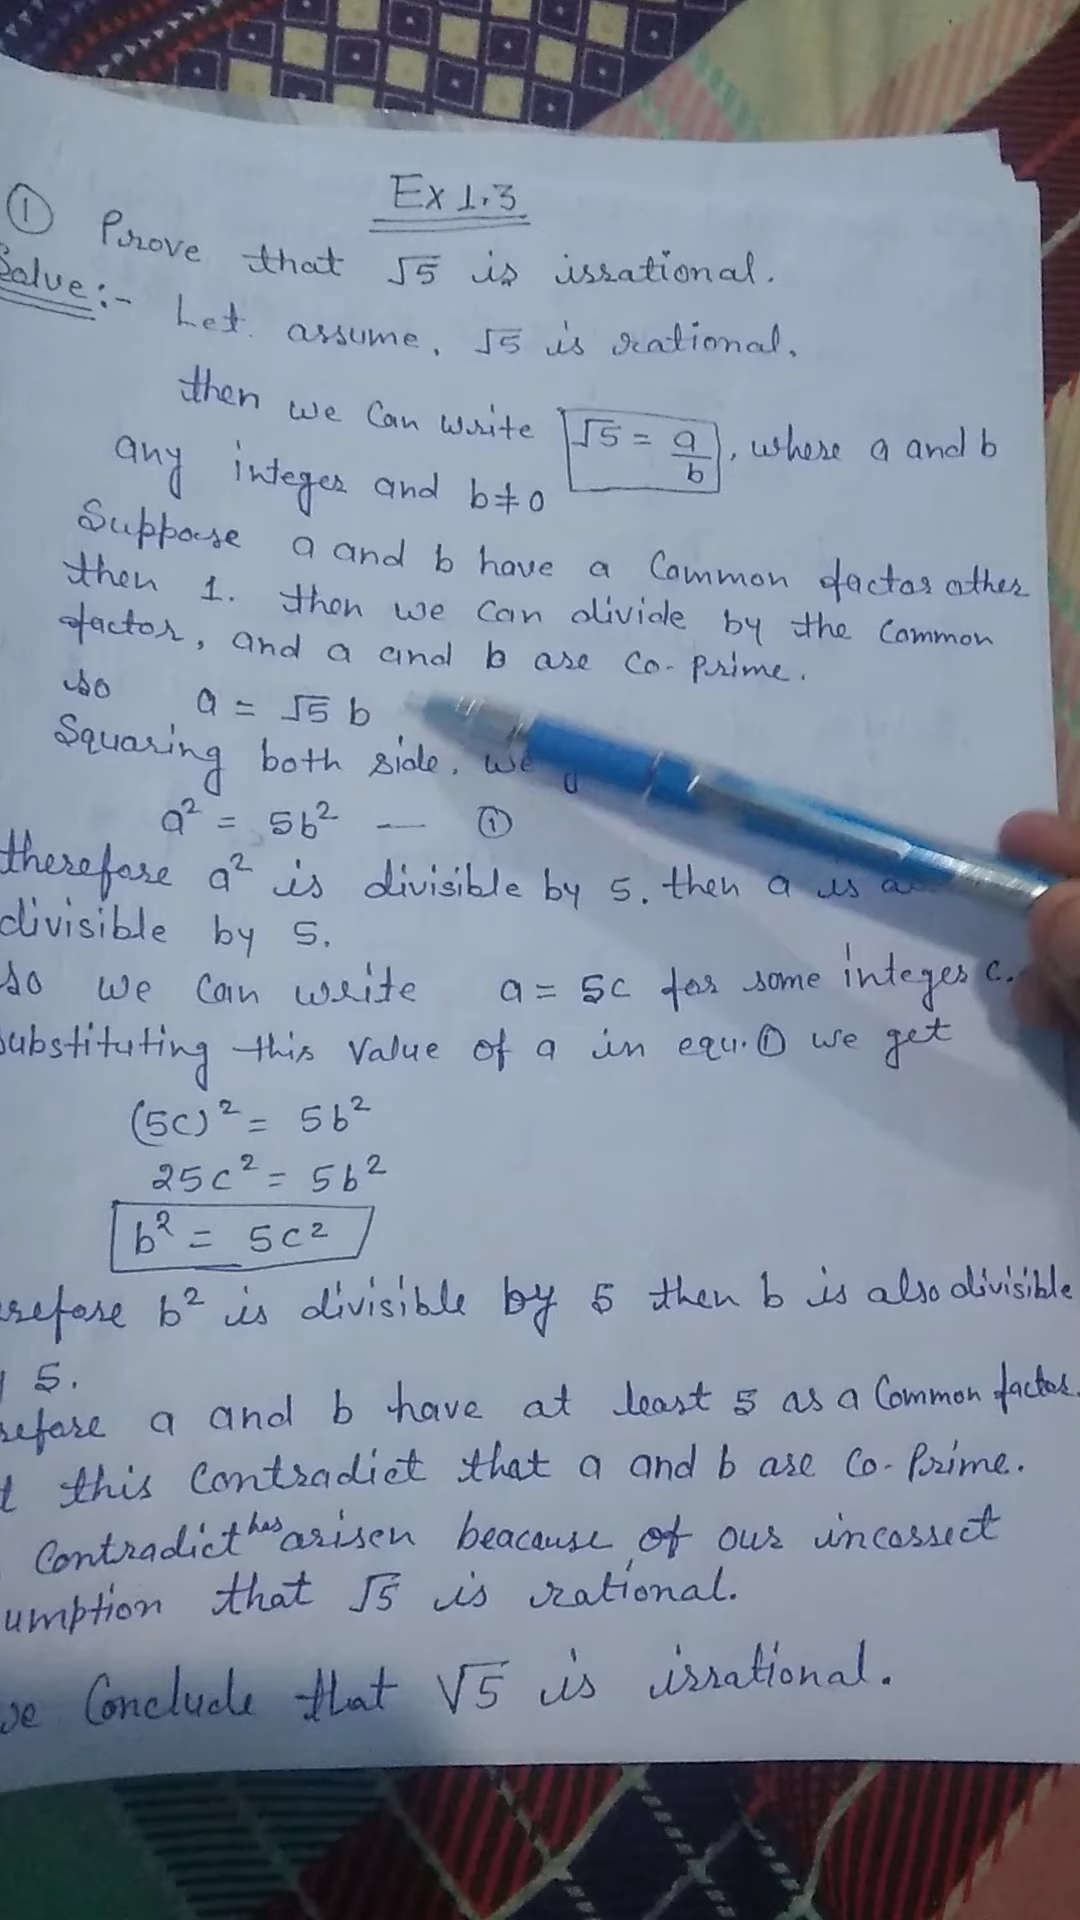 Ex 1.3
① Prove that √5 is irrational.
Solve:- Let assume, √5 is rational.
then we can write √5 = a/b, where a and b
any integer and b≠0
Suppose a and b have a Common factor other
then 1. then we can divide by the common
factor, and a and b are co-prime.
so a = √5 b
Squaring both side, we
a² = 5b² — ①
therefore a² is divisible by 5. then a is
divisible by 5.
so we can write a = 5c for some integer c.
substituting this value of a in equ.① we get
(5c)² = 5b²
25c² = 5b²
b² = 5c²
refore b² is divisible by 5 then b is also divisible
5.
refore a and b have at least 5 as a Common factor.
this contradict that a and b are co-prime.
contradict has arisen beacause of our incorrect
umption that √5 is rational.
we Conclude that √5 is irrational.